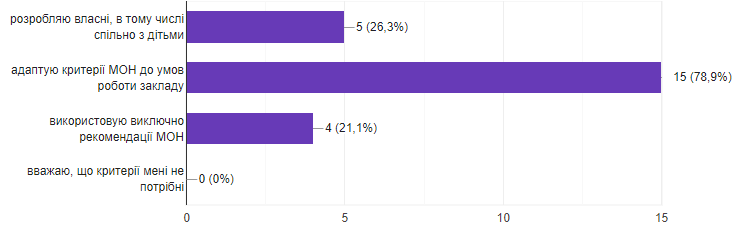 розробляю власні, в тому числі
спільно з дітьми
5 (26,3%)
адаптую критерії МОН до умов
роботи закладу
15 (78,9%)
використовую виключно
рекомендації МОН
4 (21,1%)
вважаю, що критерії мені не
потрібні
0 (0%)
0 5 10 15